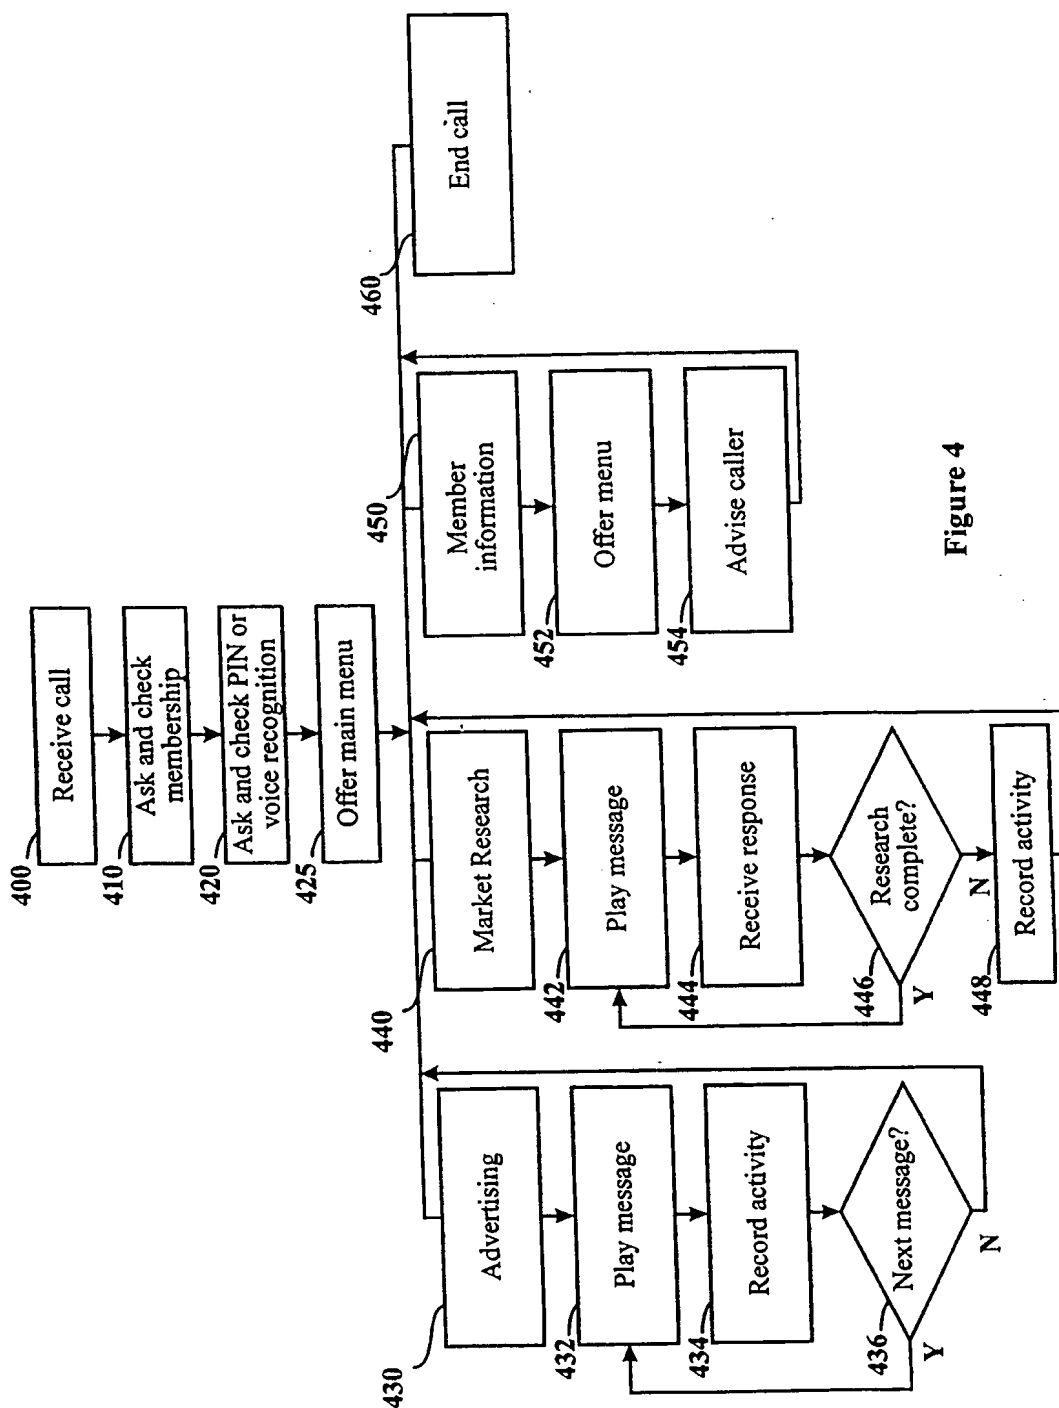 400
Receive call
410
Ask and check
membership
420
Ask and check PIN or
voice recognition
425
Offer main menu
430
Advertising
432
Play message
434
Record activity
436
Next message?
Y
N
440
Market Research
442
Play message
444
Receive response
446
Research
complete?
Y
N
448
Record activity
450
Member
information
452
Offer menu
454
Advise caller
460
End call
Figure 4